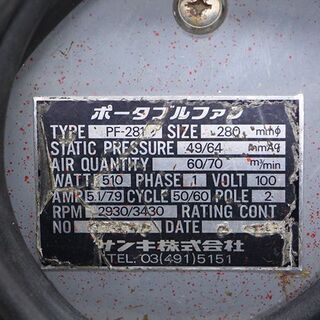 ポータブルファン
TYPE PF-281 SIZE 280 mmφ
STATIC PRESSURE 49/64 mmAq
AIR QUANTITY 60/70 m³/min
WATT 510 PHASE 1 VOLT 100
AMP 5.1/7.9 CYCLE 50/60 POLE 2
RPM 2930/3430 RATING CONT
NO DATE
サンキ株式会社
TEL. 03(491)5151